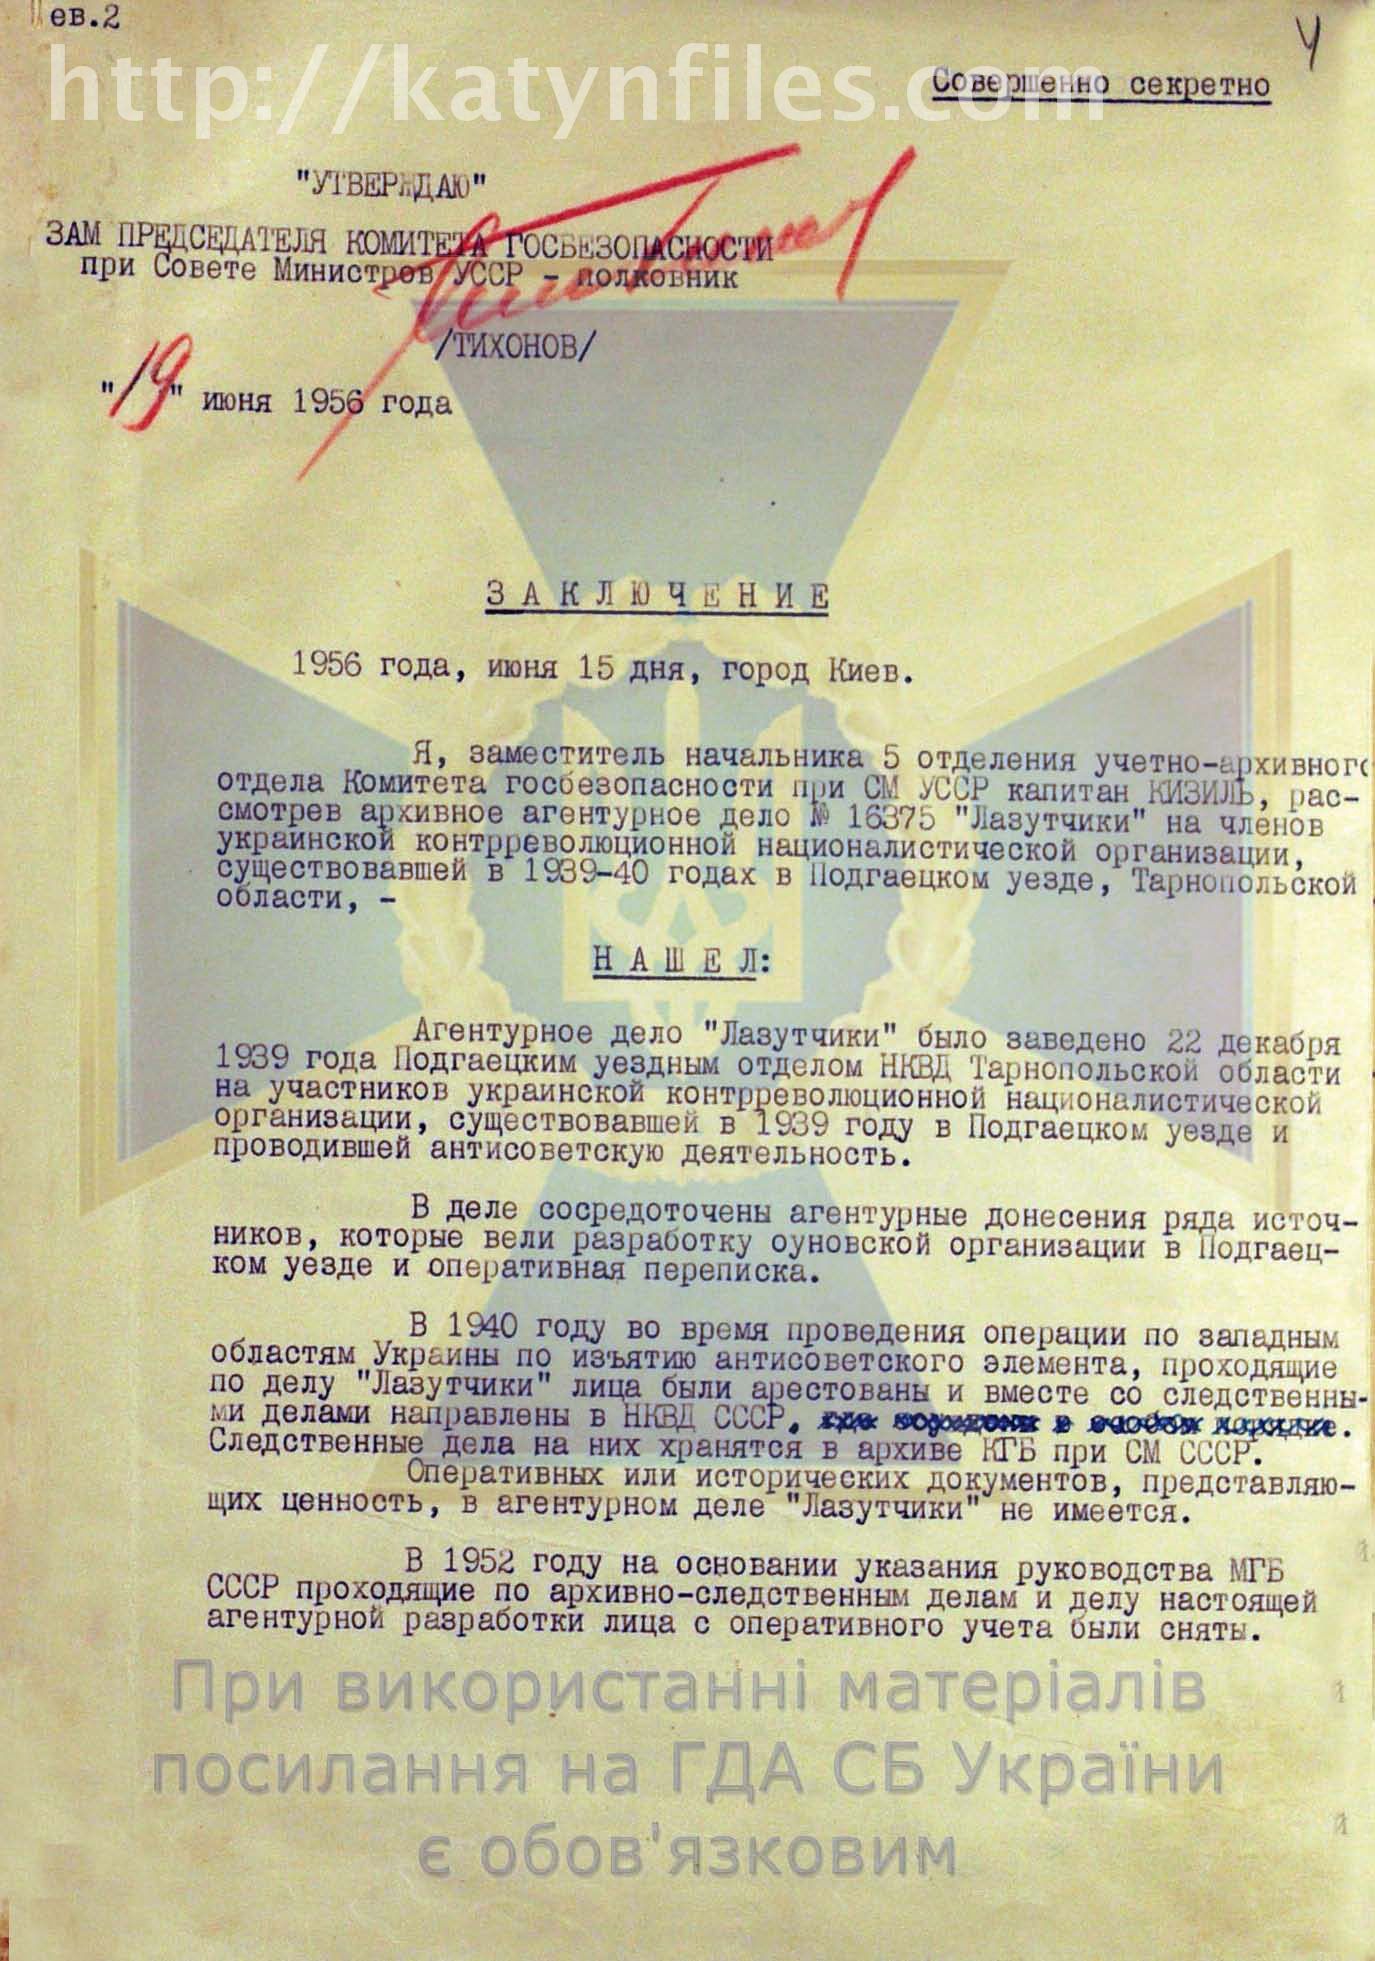 ев.2
http://katynfiles.com
Совершенно секретно
"УТВЕРЖДАЮ"
ЗАМ ПРЕДСЕДАТЕЛЯ КОМИТЕТА ГОСБЕЗОПАСНОСТИ
при Совете Министров УССР - полковник
/ТИХОНОВ/
"19" июня 1956 года
ЗАКЛЮЧЕНИЕ
1956 года, июня 15 дня, город Киев.
Я, заместитель начальника 5 отделения учетно-архивного
отдела Комитета госбезопасности при СМ УССР капитан КИЗИЛЬ, рас-
смотрев архивное агентурное дело № 16375 "Лазутчики" на членов
украинской контрреволюционной националистической организации,
существовавшей в 1939-40 годах в Подгаецком уезде, Тарнопольской
области, -
НАШЕЛ:
Агентурное дело "Лазутчики" было заведено 22 декабря
1939 года Подгаецким уездным отделом НКВД Тарнопольской области
на участников украинской контрреволюционной националистической
организации, существовавшей в 1939 году в Подгаецком уезде и
проводившей антисоветскую деятельность.
В деле сосредоточены агентурные донесения ряда источ-
ников, которые вели разработку оуновской организации в Подгаец-
ком уезде и оперативная переписка.
В 1940 году во время проведения операции по западным
областям Украины по изъятию антисоветского элемента, проходящие
по делу "Лазутчики" лица были арестованы и вместе со следственны-
ми делами направлены в НКВД СССР.
Следственные дела на них хранятся в архиве КГБ при СМ СССР.
Оперативных или исторических документов, представляю-
щих ценность, в агентурном деле "Лазутчики" не имеется.
В 1952 году на основании указания руководства МГБ
СССР проходящие по архивно-следственным делам и делу настоящей
агентурной разработки лица с оперативного учета были сняты.
При використанні матеріалів
посилання на ГДА СБ України
є обов'язковим